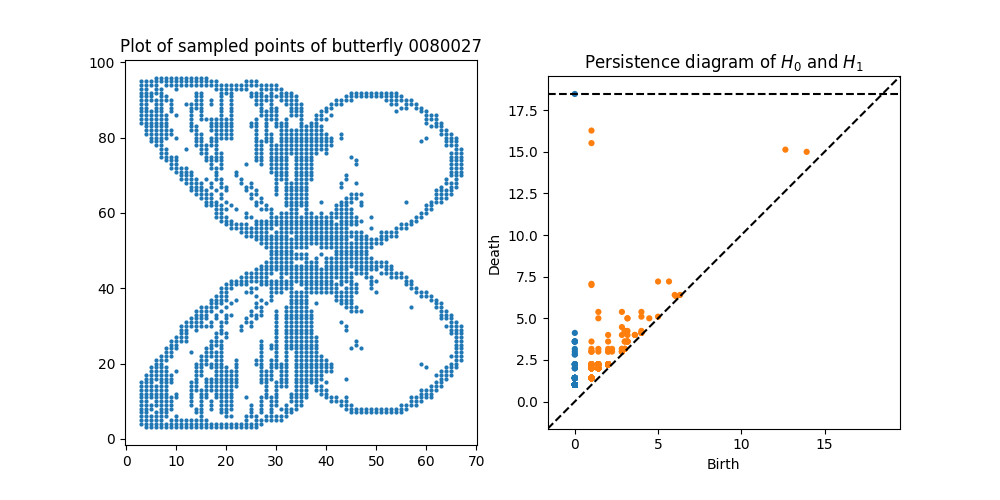 Plot of sampled points of butterfly 0080027
100
80
60
40
20
0
0 10 20 30 40 50 60 70
Persistence diagram of H₀ and H₁
17.5
15.0
12.5
10.0
7.5
5.0
2.5
0.0
Death
0 5 10 15
Birth